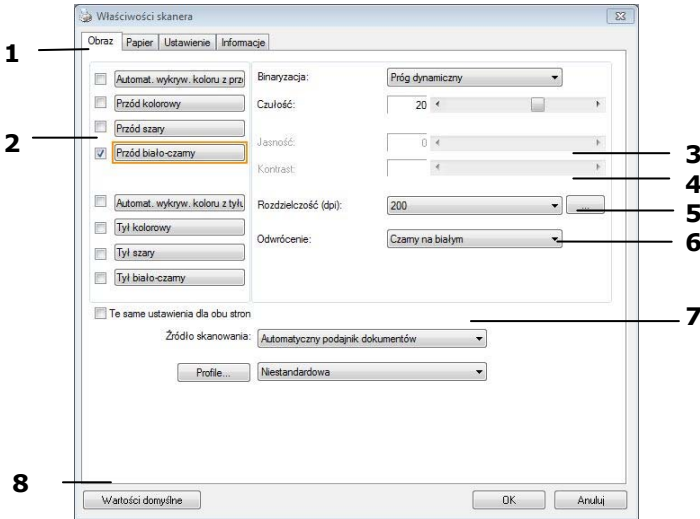 Właściwości skanera
Obraz Papier Ustawienie Informacje
1
Automat. wykryw. koloru z prz
Binaryzacja: Próg dynamiczny
Przód kolorowy
Czułość: 20
Przód szary
2
Jasność: 0
3
Przód biało-czarny
Kontrast:
4
Automat. wykryw. koloru z tyłu
Rozdzielczość (dpi): 200 ...
5
Tył kolorowy
Odwrócenie: Czarny na białym
6
Tył szary
Tył biało-czarny
Te same ustawienia dla obu stron
7
Źródło skanowania: Automatyczny podajnik dokumentów
Profile... Niestandardowa
8
Wartości domyślne OK Anuluj